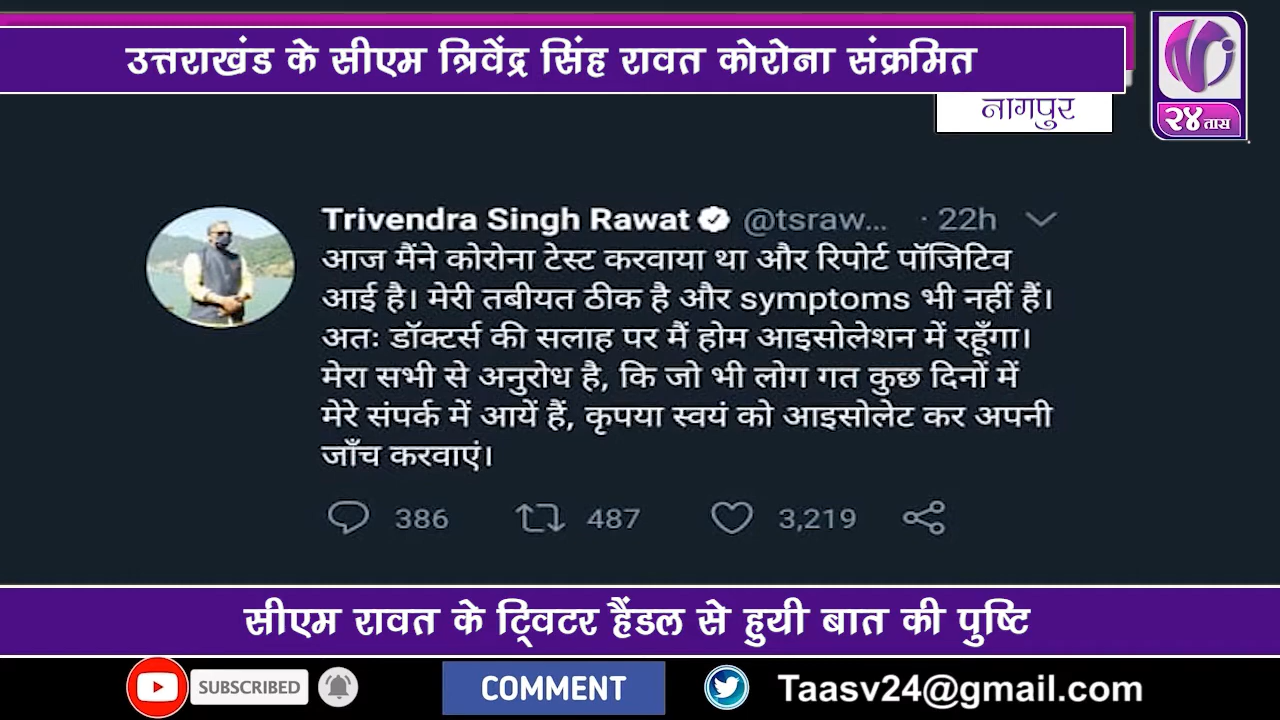 उत्तराखंड के सीएम त्रिवेंद्र सिंह रावत कोरोना संक्रमित
नागपुर
२४ तास
Trivendra Singh Rawat @tsraw... · 22h
आज मैंने कोरोना टेस्ट करवाया था और रिपोर्ट पॉजिटिव
आई है। मेरी तबीयत ठीक है और symptoms भी नहीं हैं।
अतः डॉक्टर्स की सलाह पर मैं होम आइसोलेशन में रहूँगा।
मेरा सभी से अनुरोध है, कि जो भी लोग गत कुछ दिनों में
मेरे संपर्क में आयें हैं, कृपया स्वयं को आइसोलेट कर अपनी
जाँच करवाएं।
386 487 3,219
सीएम रावत के ट्विटर हैंडल से हुयी बात की पुष्टि
SUBSCRIBED COMMENT Taasv24@gmail.com